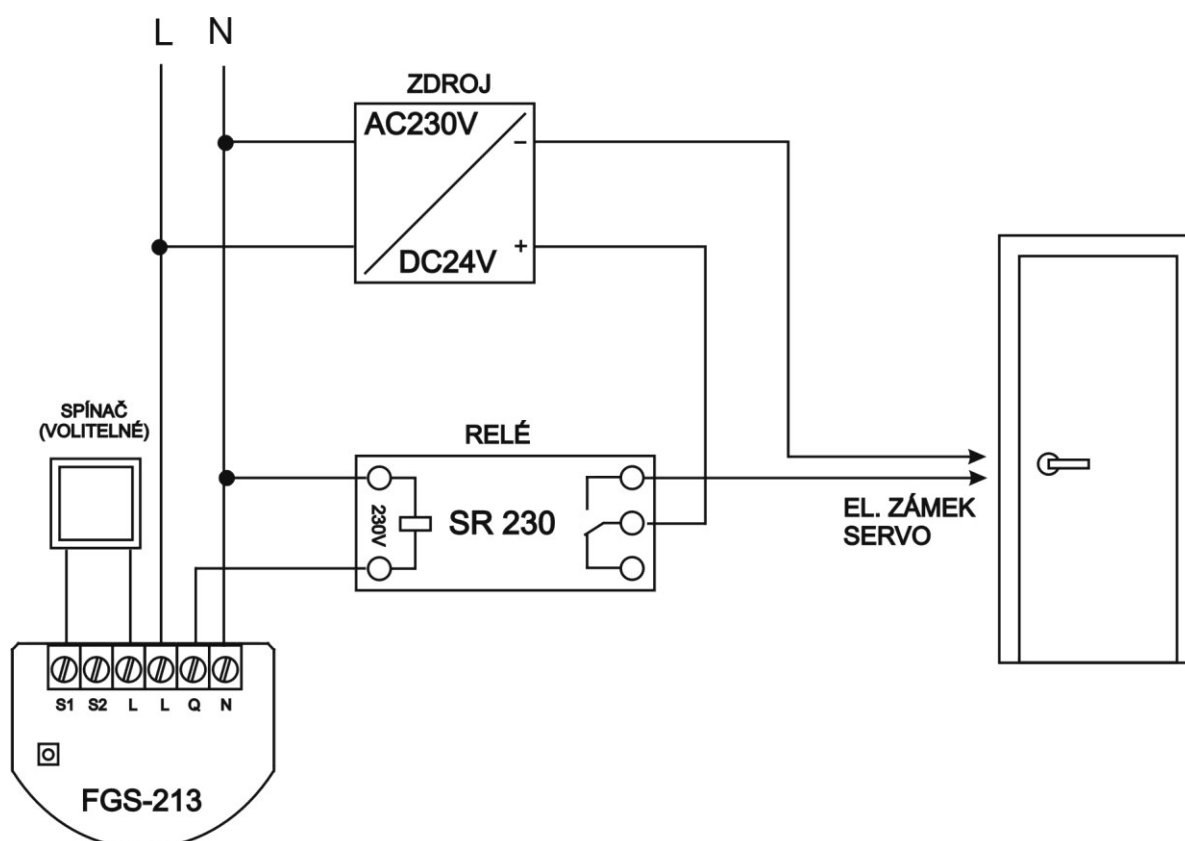 L N
ZDROJ
AC230V
−
+
DC24V
SPÍNAČ
(VOLITELNÉ)
RELÉ
230V
SR 230
EL. ZÁMEK
SERVO
S1 S2 L L Q N
FGS-213